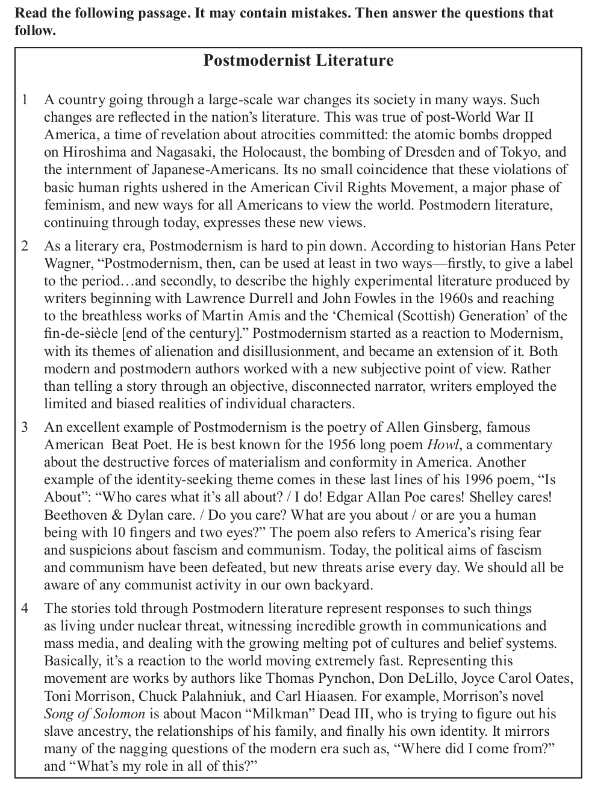 Read the following passage. It may contain mistakes. Then answer the questions that
follow.
Postmodernist Literature
1 A country going through a large-scale war changes its society in many ways. Such
changes are reflected in the nation's literature. This was true of post-World War II
America, a time of revelation about atrocities committed: the atomic bombs dropped
on Hiroshima and Nagasaki, the Holocaust, the bombing of Dresden and of Tokyo, and
the internment of Japanese-Americans. Its no small coincidence that these violations of
basic human rights ushered in the American Civil Rights Movement, a major phase of
feminism, and new ways for all Americans to view the world. Postmodern literature,
continuing through today, expresses these new views.
2 As a literary era, Postmodernism is hard to pin down. According to historian Hans Peter
Wagner, “Postmodernism, then, can be used at least in two ways—firstly, to give a label
to the period…and secondly, to describe the highly experimental literature produced by
writers beginning with Lawrence Durrell and John Fowles in the 1960s and reaching
to the breathless works of Martin Amis and the ‘Chemical (Scottish) Generation’ of the
fin-de-siècle [end of the century].” Postmodernism started as a reaction to Modernism,
with its themes of alienation and disillusionment, and became an extension of it. Both
modern and postmodern authors worked with a new subjective point of view. Rather
than telling a story through an objective, disconnected narrator, writers employed the
limited and biased realities of individual characters.
3 An excellent example of Postmodernism is the poetry of Allen Ginsberg, famous
American Beat Poet. He is best known for the 1956 long poem Howl, a commentary
about the destructive forces of materialism and conformity in America. Another
example of the identity-seeking theme comes in these last lines of his 1996 poem, “Is
About”: “Who cares what it's all about? / I do! Edgar Allan Poe cares! Shelley cares!
Beethoven & Dylan care. / Do you care? What are you about / or are you a human
being with 10 fingers and two eyes?” The poem also refers to America's rising fear
and suspicions about fascism and communism. Today, the political aims of fascism
and communism have been defeated, but new threats arise every day. We should all be
aware of any communist activity in our own backyard.
4 The stories told through Postmodern literature represent responses to such things
as living under nuclear threat, witnessing incredible growth in communications and
mass media, and dealing with the growing melting pot of cultures and belief systems.
Basically, it's a reaction to the world moving extremely fast. Representing this
movement are works by authors like Thomas Pynchon, Don DeLillo, Joyce Carol Oates,
Toni Morrison, Chuck Palahniuk, and Carl Hiaasen. For example, Morrison's novel
Song of Solomon is about Macon “Milkman” Dead III, who is trying to figure out his
slave ancestry, the relationships of his family, and finally his own identity. It mirrors
many of the nagging questions of the modern era such as, “Where did I come from?”
and “What's my role in all of this?”